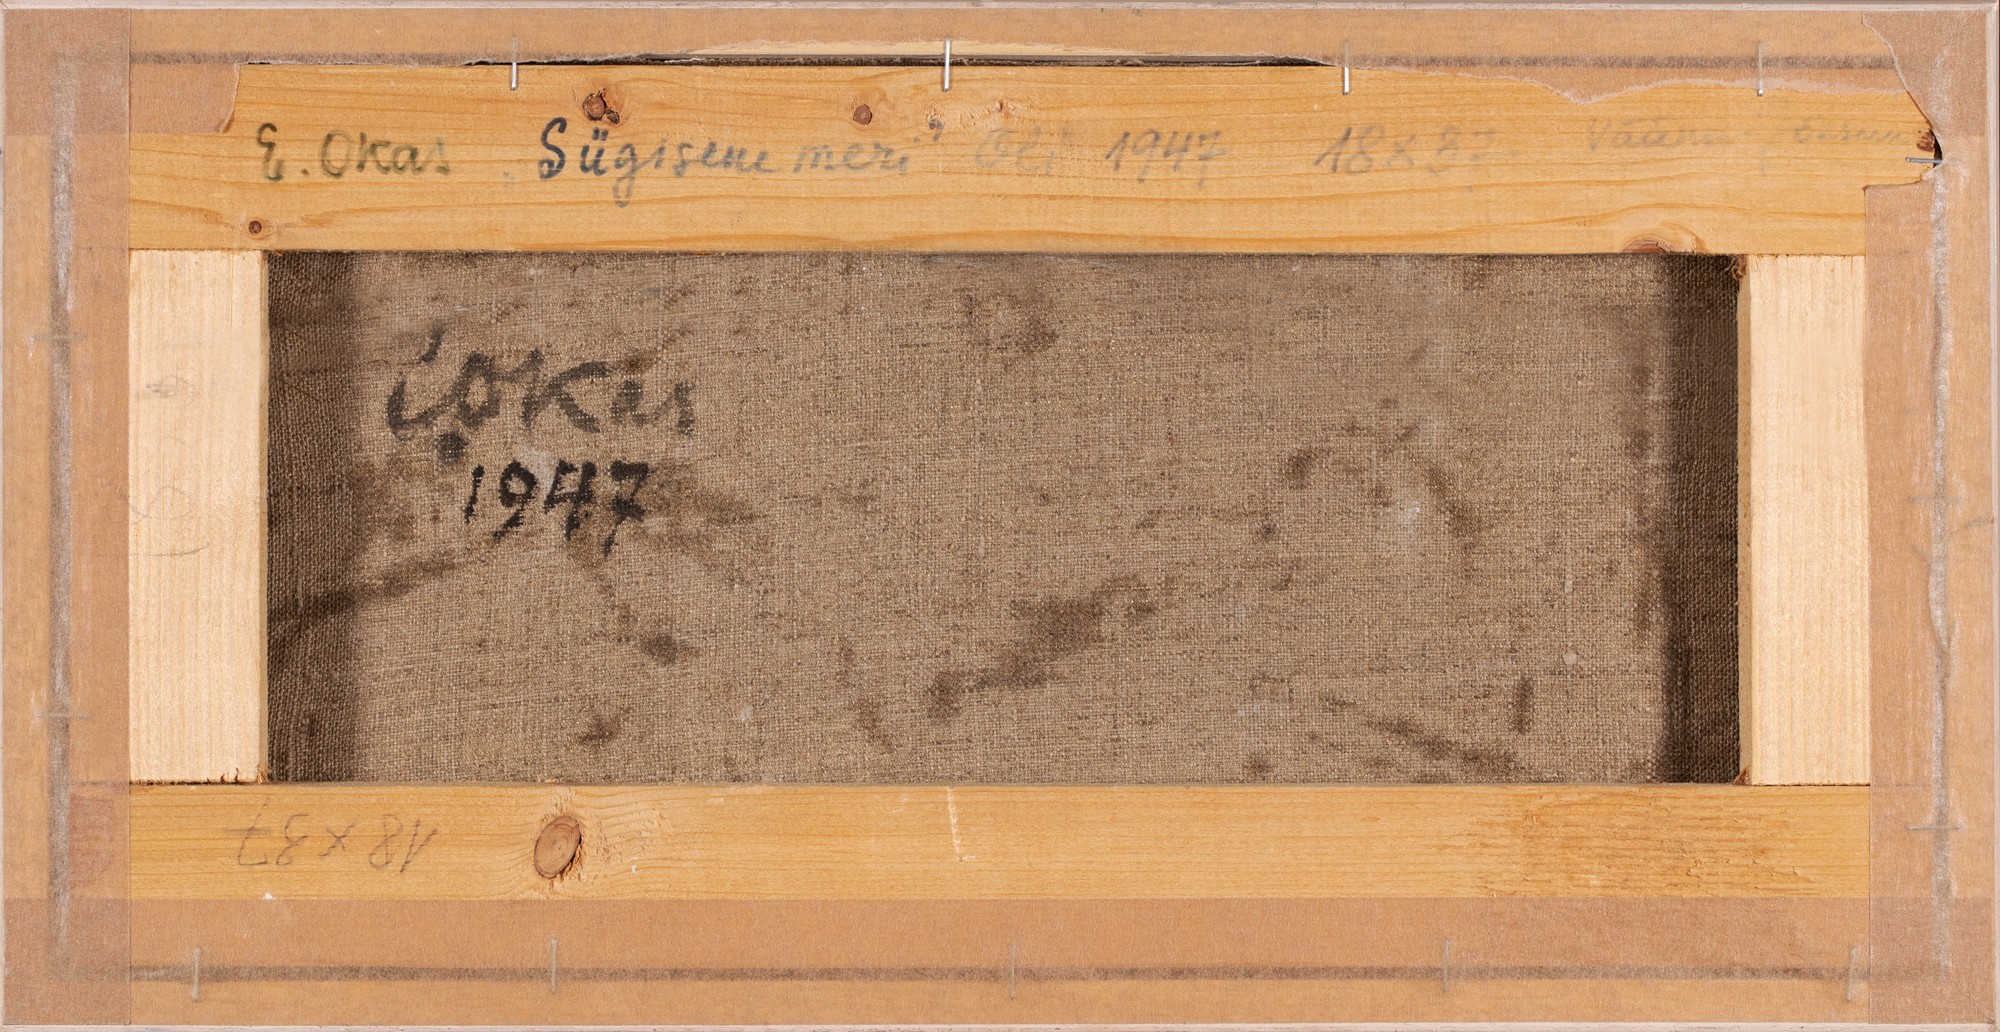 E. Okas „Sügisene meri” Õli 1947 18x37
E. Okas
1947
18x37